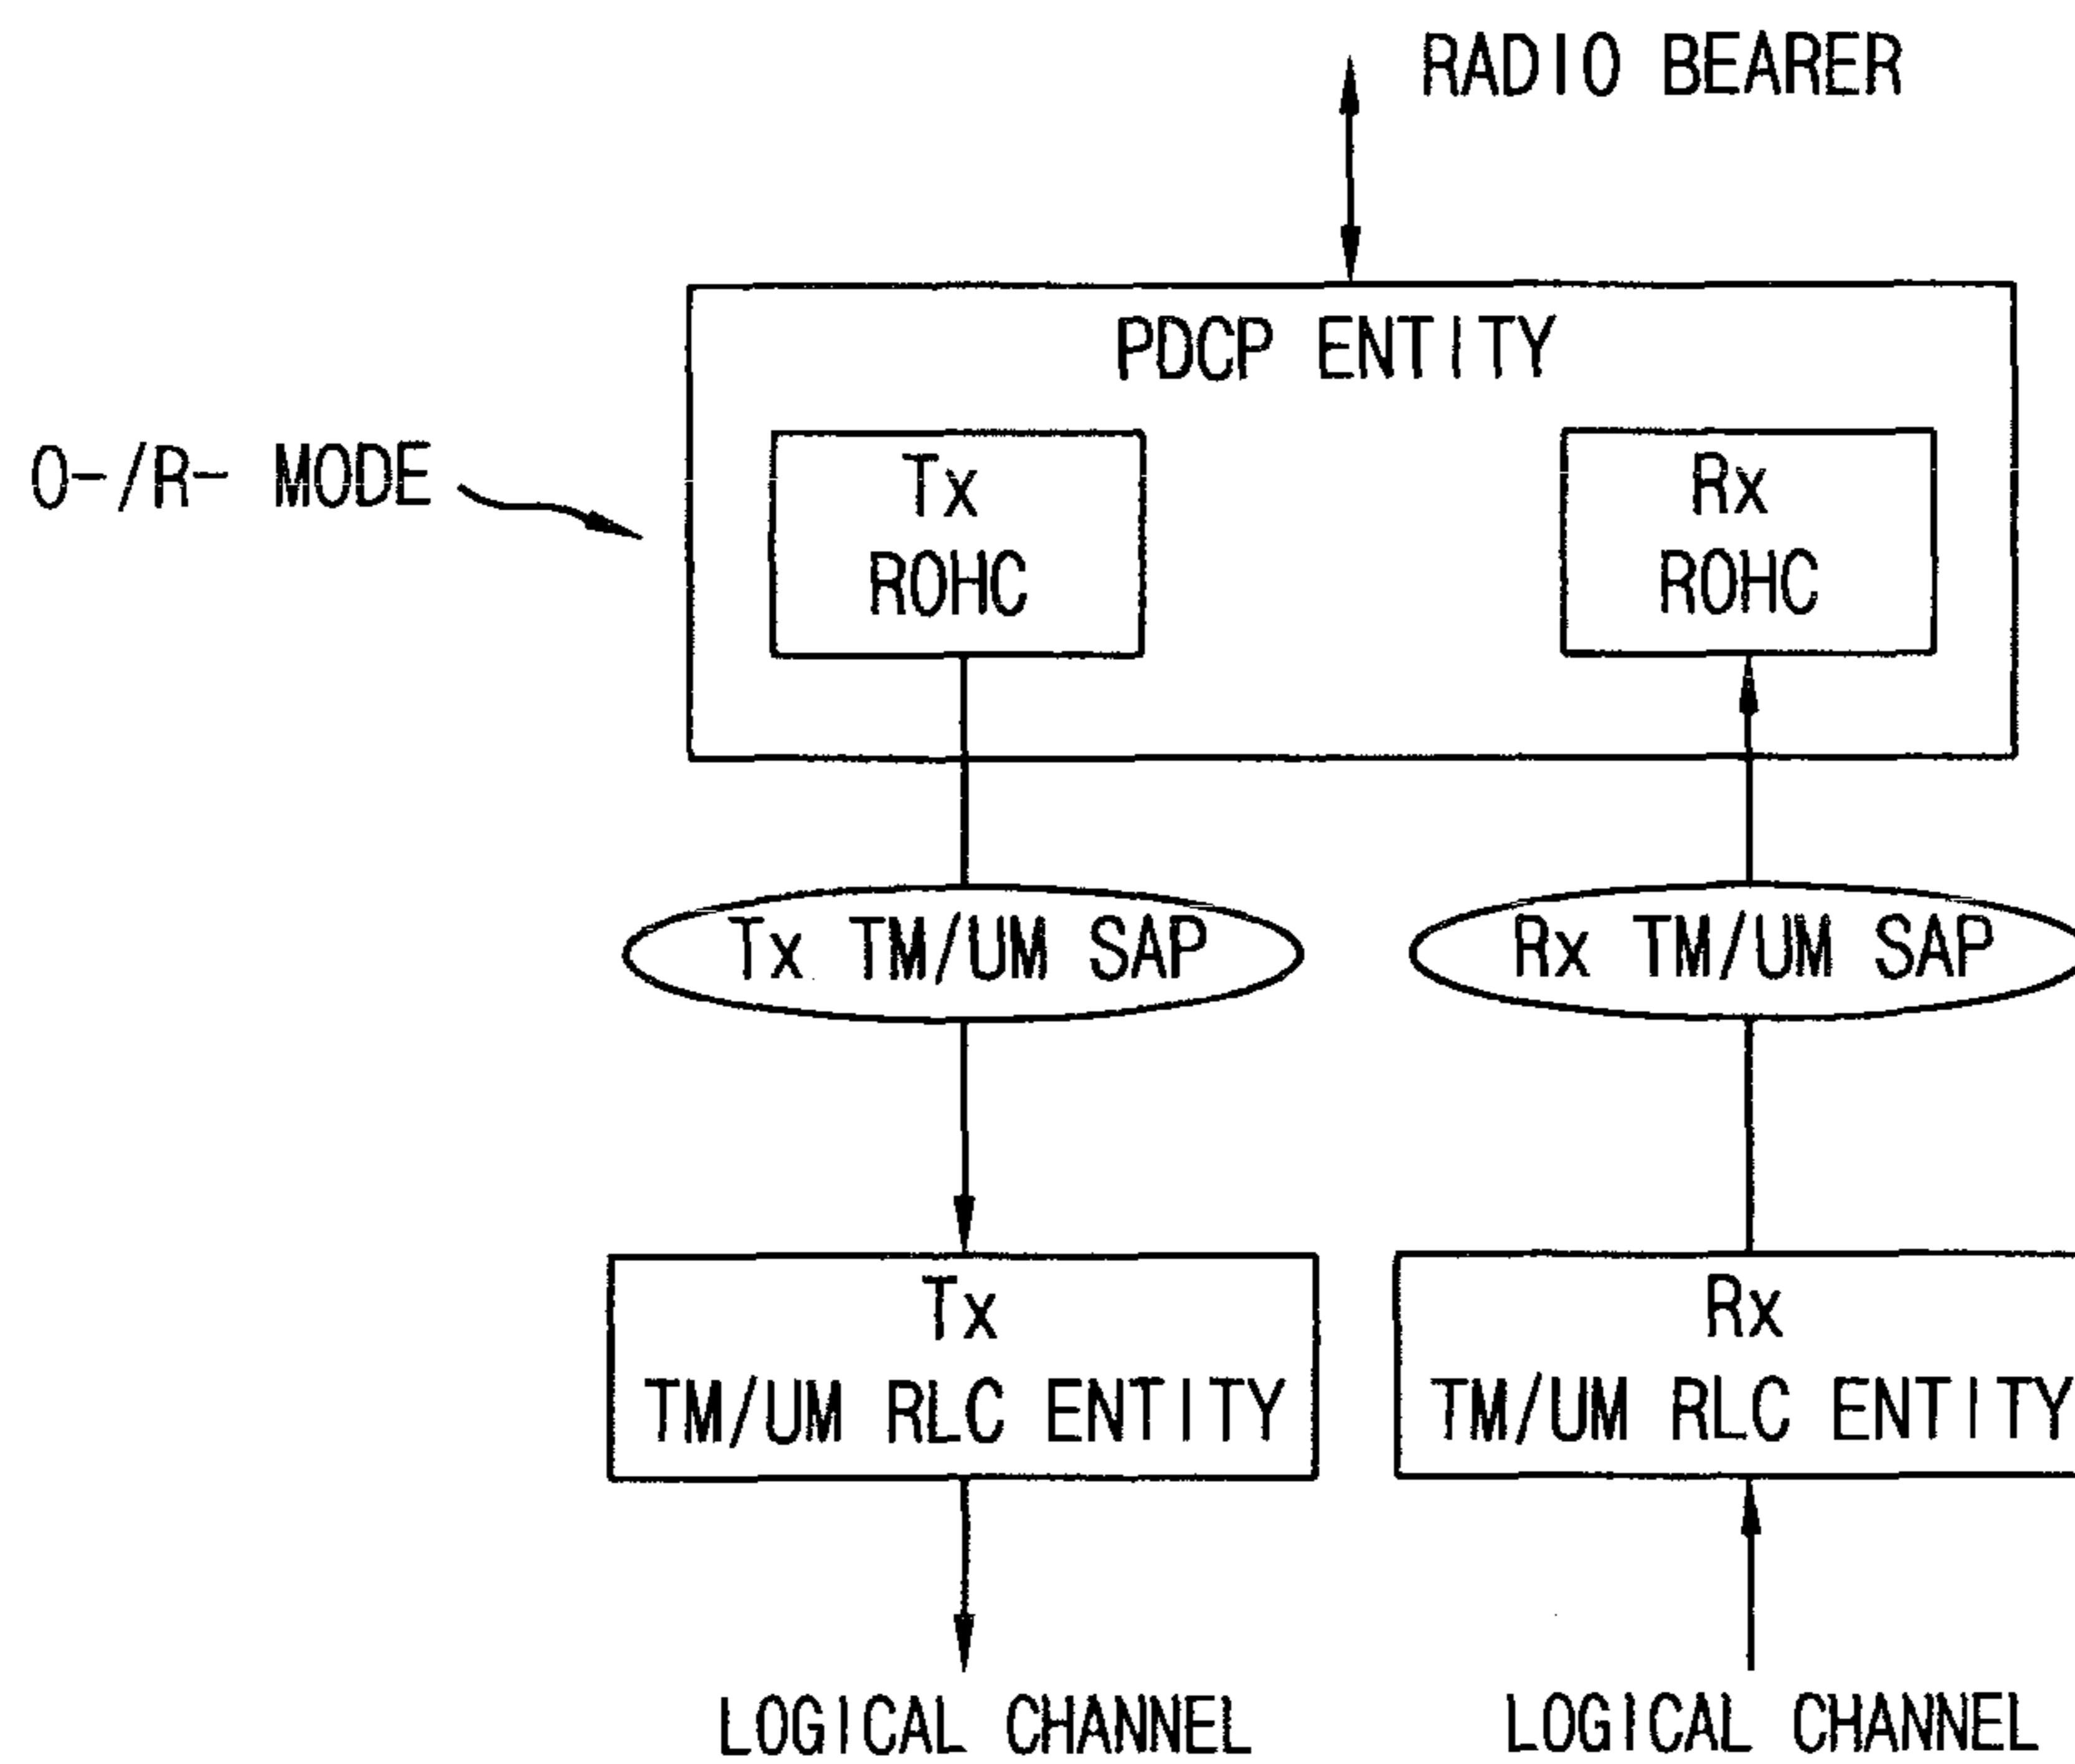 RADIO BEARER
PDCP ENTITY
O-/R- MODE
Tx
ROHC
Rx
ROHC
Tx TM/UM SAP
Rx TM/UM SAP
Tx
TM/UM RLC ENTITY
Rx
TM/UM RLC ENTITY
LOGICAL CHANNEL
LOGICAL CHANNEL